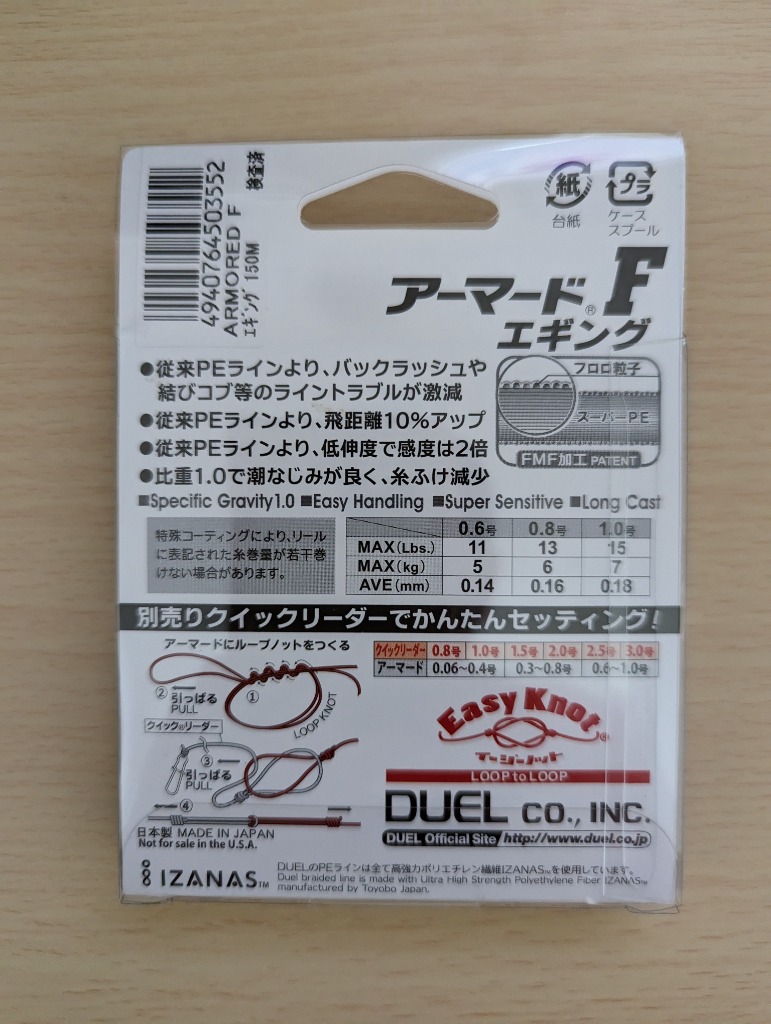 4940764503552
ARMORED F
エギング 150M
検査済
紙
台紙
プラ
ケース
スプール
アーマード® F
エギング
●従来PEラインより、バックラッシュや
結びコブ等のライントラブルが激減
●従来PEラインより、飛距離10%アップ
●従来PEラインより、低伸度で感度は2倍
●比重1.0で潮なじみが良く、糸ふけ減少
フロロ粒子
スーパーPE
FMF加工 PATENT
■Specific Gravity1.0 ■Easy Handling ■Super Sensitive ■Long Cast
特殊コーティングにより、リール
に表記された糸巻量が若干巻
けない場合があります。
0.6号 0.8号 1.0号
MAX(Lbs.) 11 13 15
MAX(kg) 5 6 7
AVE(mm) 0.14 0.16 0.18
別売りクイックリーダーでかんたんセッティング!
アーマードにループノットをつくる
②
引っぱる
PULL
①
LOOP KNOT
クイック®リーダー
③
引っぱる
PULL
④
クイックリーダー 0.8号 1.0号 1.5号 2.0号 2.5号 3.0号
アーマード 0.06~0.4号 0.3~0.8号 0.6~1.0号
Easy Knot®
イージーノット
LOOP to LOOP
DUEL CO., INC.
DUEL Official Site http://www.duel.co.jp
日本製 MADE IN JAPAN
Not for sale in the U.S.A.
IZANAS™
DUELのPEラインは全て高強力ポリエチレン繊維IZANAS™を使用しています。
Duel braided line is made with Ultra High Strength Polyethylene Fiber IZANAS™
manufactured by Toyobo Japan.